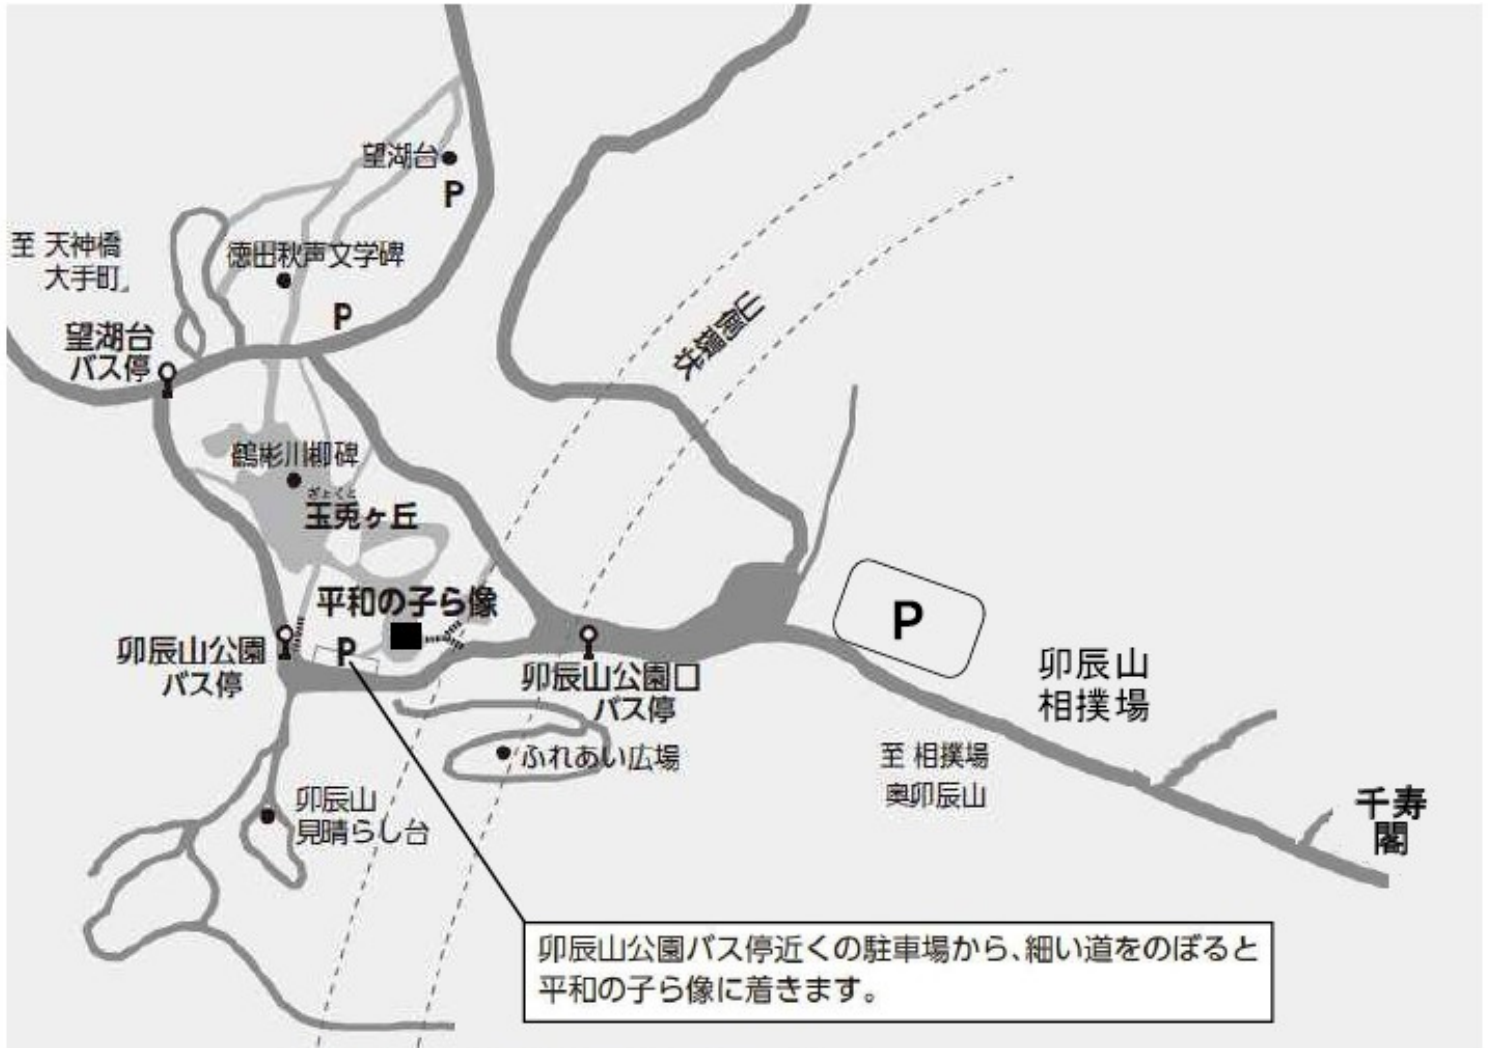 望湖台
P
至 天神橋
大手町
徳田秋声文学碑
P
望湖台
バス停
山側環状
鶴彬川柳碑
ぎょくと
玉兎ヶ丘
平和の子ら像
P
P
卯辰山公園
バス停
卯辰山公園口
バス停
卯辰山
相撲場
ふれあい広場
至 相撲場
奥卯辰山
卯辰山
見晴らし台
千寿
閣
卯辰山公園バス停近くの駐車場から、細い道をのぼると
平和の子ら像に着きます。